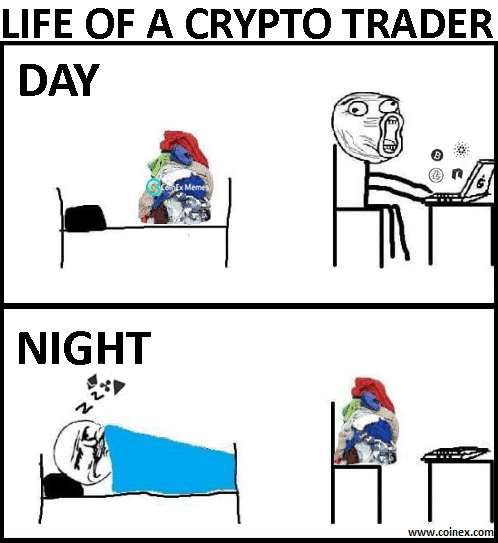 LIFE OF A CRYPTO TRADER
DAY
CoinEx Memes
$
NIGHT
z z
www.coinex.com